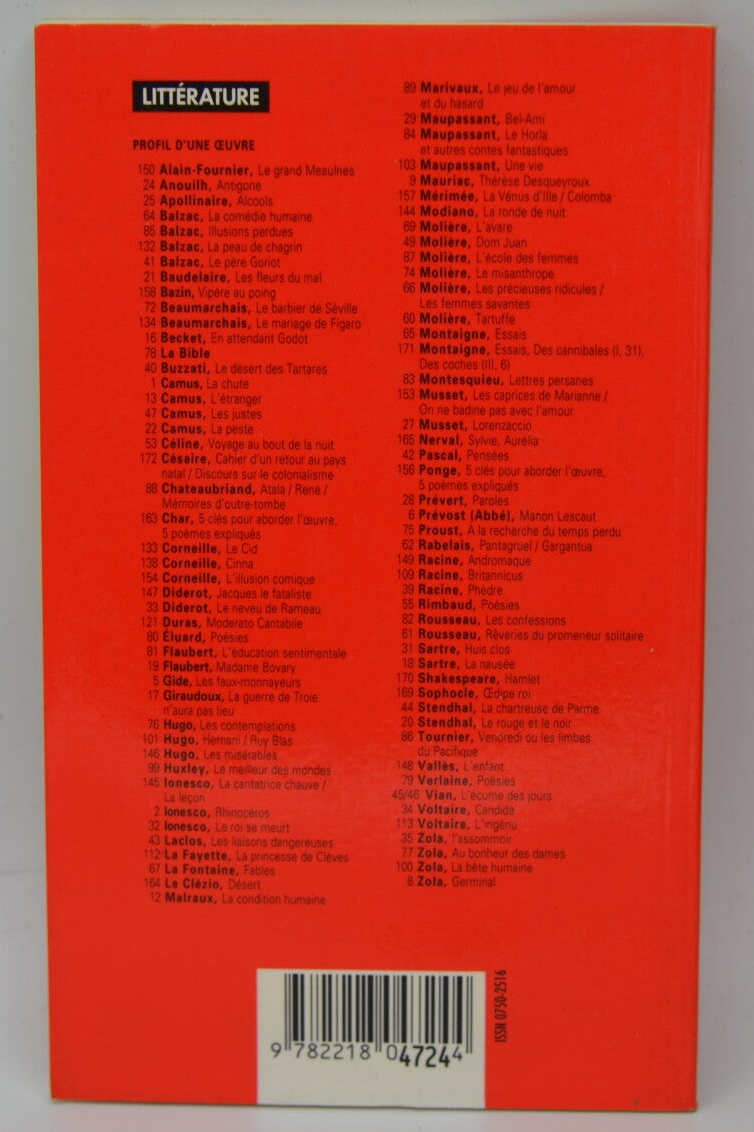 LITTÉRATURE
PROFIL D'UNE ŒUVRE
150 Alain-Fournier, Le grand Meaulnes
24 Anouilh, Antigone
25 Apollinaire, Alcools
64 Balzac, La comédie humaine
85 Balzac, Illusions perdues
132 Balzac, La peau de chagrin
41 Balzac, Le père Goriot
21 Baudelaire, Les fleurs du mal
158 Bazin, Vipère au poing
72 Beaumarchais, Le barbier de Séville
134 Beaumarchais, Le mariage de Figaro
16 Becket, En attendant Godot
78 La Bible
40 Buzzati, Le désert des Tartares
1 Camus, La chute
13 Camus, L'étranger
47 Camus, Les justes
22 Camus, La peste
53 Céline, Voyage au bout de la nuit
172 Césaire, Cahier d'un retour au pays
natal / Discours sur le colonialisme
88 Chateaubriand, Atala / René /
Mémoires d'outre-tombe
163 Char, 5 clés pour aborder l'œuvre,
5 poèmes expliqués
133 Corneille, Le Cid
138 Corneille, Cinna
154 Corneille, L'illusion comique
147 Diderot, Jacques le fataliste
33 Diderot, Le neveu de Rameau
121 Duras, Moderato Cantabile
80 Éluard, Poésies
81 Flaubert, L'éducation sentimentale
19 Flaubert, Madame Bovary
5 Gide, Les faux-monnayeurs
17 Giraudoux, La guerre de Troie
n'aura pas lieu
76 Hugo, Les contemplations
101 Hugo, Hernani / Ruy Blas
146 Hugo, Les misérables
99 Huxley, Le meilleur des mondes
145 Ionesco, La cantatrice chauve /
La leçon
2 Ionesco, Rhinocéros
32 Ionesco, Le roi se meurt
43 Laclos, Les liaisons dangereuses
112 La Fayette, La princesse de Clèves
67 La Fontaine, Fables
164 Le Clézio, Désert
12 Malraux, La condition humaine
89 Marivaux, Le jeu de l'amour
et du hasard
29 Maupassant, Bel-Ami
84 Maupassant, Le Horla
et autres contes fantastiques
103 Maupassant, Une vie
9 Mauriac, Thérèse Desqueyroux
157 Mérimée, La Vénus d'Ille / Colomba
144 Modiano, La ronde de nuit
69 Molière, L'avare
49 Molière, Dom Juan
87 Molière, L'école des femmes
74 Molière, Le misanthrope
66 Molière, Les précieuses ridicules /
Les femmes savantes
60 Molière, Tartuffe
65 Montaigne, Essais
171 Montaigne, Essais, Des cannibales (I, 31),
Des coches (III, 6)
83 Montesquieu, Lettres persanes
153 Musset, Les caprices de Marianne /
On ne badine pas avec l'amour
27 Musset, Lorenzaccio
165 Nerval, Sylvie, Aurélia
42 Pascal, Pensées
156 Ponge, 5 clés pour aborder l'œuvre,
5 poèmes expliqués
28 Prévert, Paroles
6 Prévost (Abbé), Manon Lescaut
75 Proust, À la recherche du temps perdu
62 Rabelais, Pantagruel / Gargantua
149 Racine, Andromaque
109 Racine, Britannicus
39 Racine, Phèdre
55 Rimbaud, Poésies
82 Rousseau, Les confessions
61 Rousseau, Rêveries du promeneur solitaire
31 Sartre, Huis clos
18 Sartre, La nausée
170 Shakespeare, Hamlet
169 Sophocle, Œdipe roi
44 Stendhal, La chartreuse de Parme
20 Stendhal, Le rouge et le noir
86 Tournier, Vendredi ou les limbes
du Pacifique
148 Vallès, L'enfant
79 Verlaine, Poésies
45/46 Vian, L'écume des jours
34 Voltaire, Candide
113 Voltaire, L'ingénu
35 Zola, l'assommoir
77 Zola, Au bonheur des dames
100 Zola, La bête humaine
8 Zola, Germinal
9 782218 047244
ISSN 0750-2516